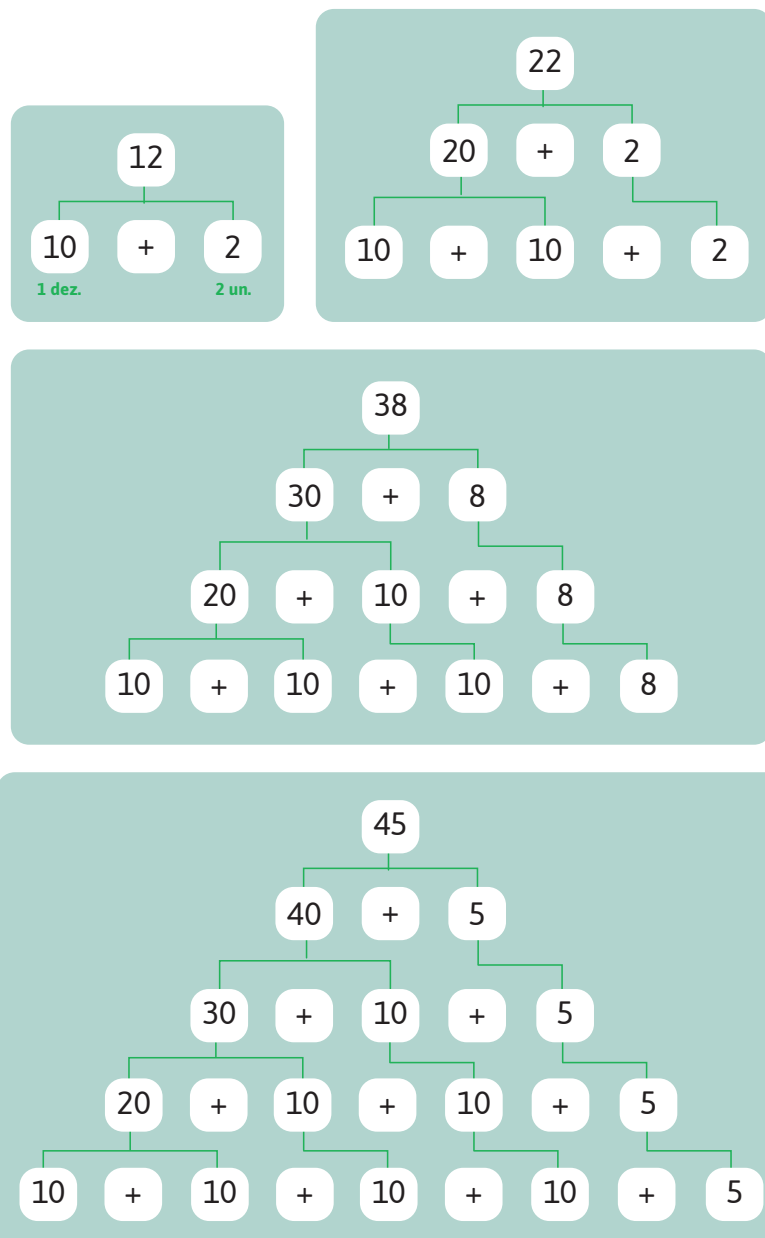 12
10 + 2
1 dez. 2 un.
22
20 + 2
10 + 10 + 2
38
30 + 8
20 + 10 + 8
10 + 10 + 10 + 8
45
40 + 5
30 + 10 + 5
20 + 10 + 10 + 5
10 + 10 + 10 + 10 + 5